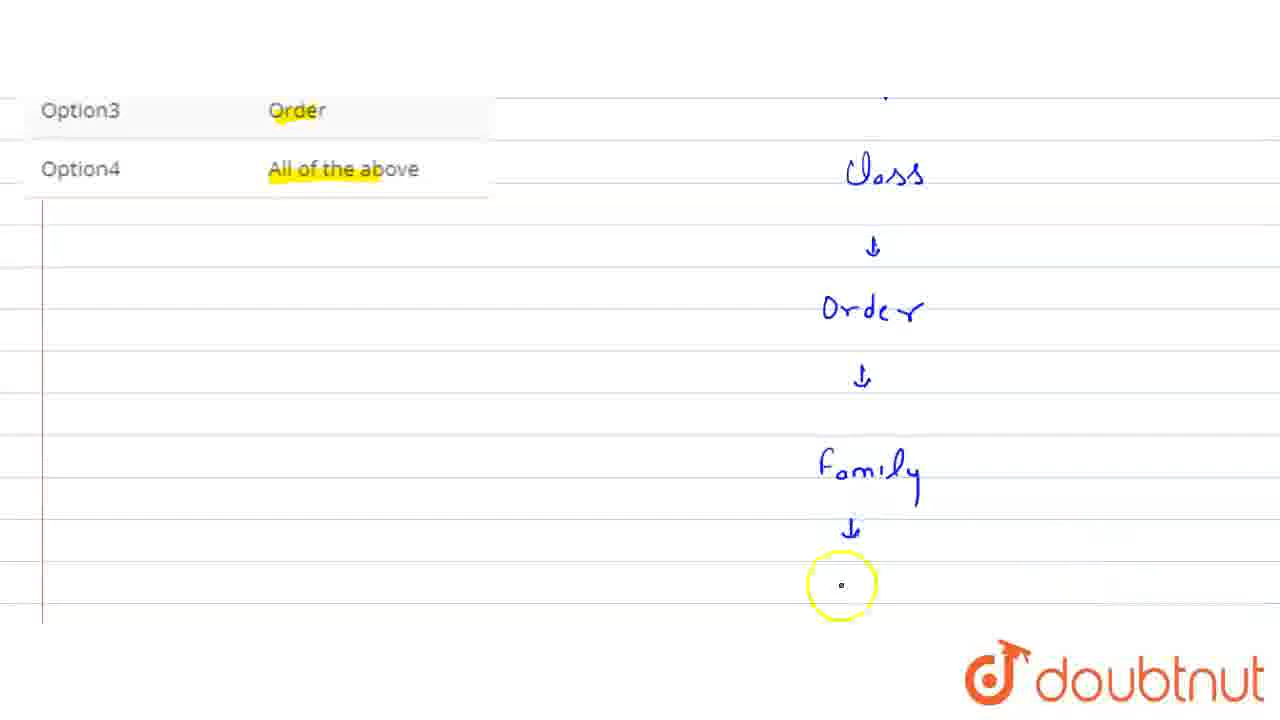 Option3 Order
Option4 All of the above
Class
↓
Order
↓
Family
↓
doubtnut